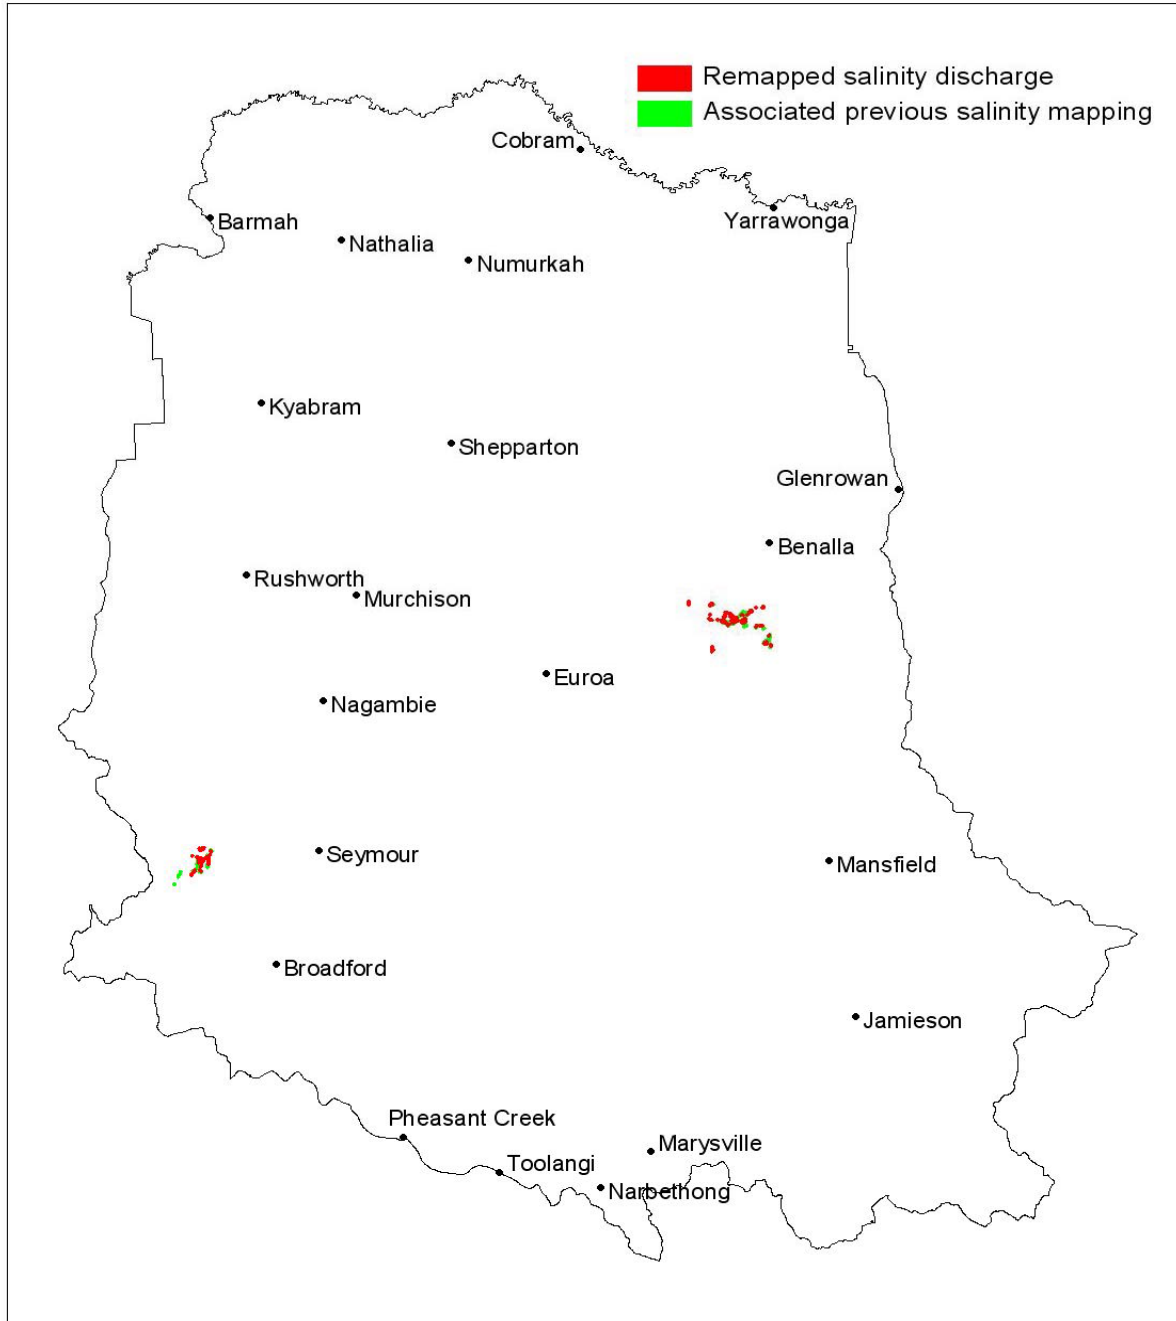 Remapped salinity discharge
Associated previous salinity mapping
Cobram
Yarrawonga
Barmah
Nathalia
Numurkah
Kyabram
Shepparton
Glenrowan
Benalla
Rushworth
Murchison
Euroa
Nagambie
Seymour
Mansfield
Broadford
Jamieson
Pheasant Creek
Marysville
Toolangi
Narbethong